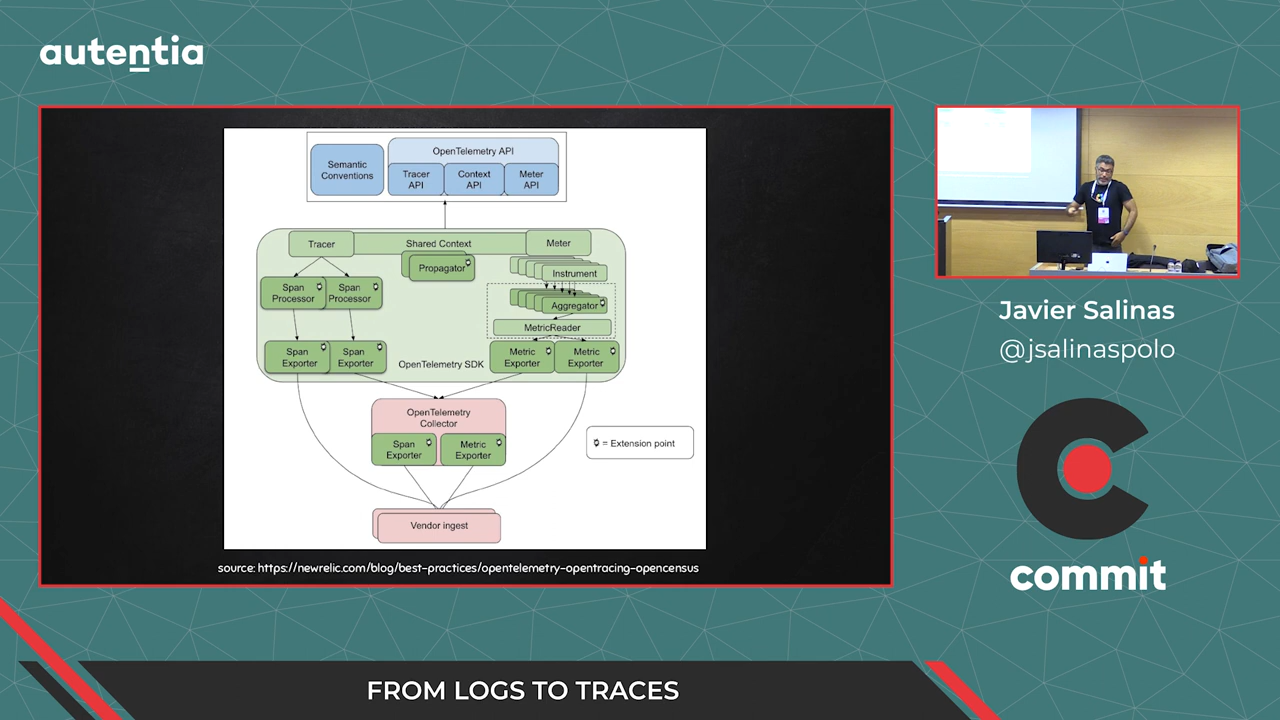 autentia
Semantic
Conventions
OpenTelemetry API
Tracer
API
Context
API
Meter
API
Tracer
Shared Context
Meter
Propagator
Instrument
Span
Processor
Span
Processor
Aggregator
MetricReader
Span
Exporter
Span
Exporter
OpenTelemetry SDK
Metric
Exporter
Metric
Exporter
OpenTelemetry
Collector
Span
Exporter
Metric
Exporter
= Extension point
Vendor ingest
source: https://newrelic.com/blog/best-practices/opentelemetry-opentracing-opencensus
Javier Salinas
@jsalinaspolo
commit
FROM LOGS TO TRACES